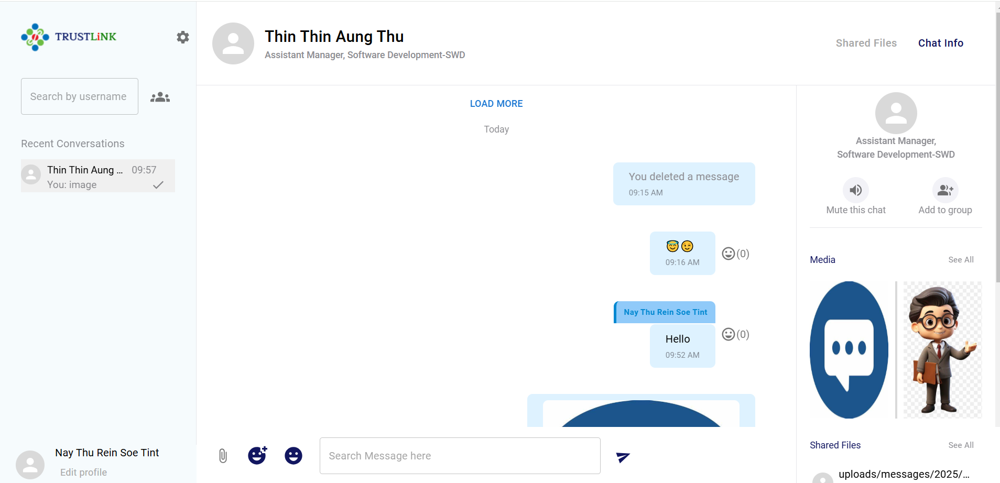 TRUSTLiNK
Search by username
Recent Conversations
Thin Thin Aung ... 09:57
You: image
Nay Thu Rein Soe Tint
Edit profile
Thin Thin Aung Thu
Assistant Manager, Software Development-SWD
Shared Files Chat Info
LOAD MORE
Today
You deleted a message
09:15 AM
😇😉
09:16 AM
(0)
Nay Thu Rein Soe Tint
Hello
09:52 AM
(0)
Search Message here
Assistant Manager,
Software Development-SWD
Mute this chat Add to group
Media See All
Shared Files See All
uploads/messages/2025/...